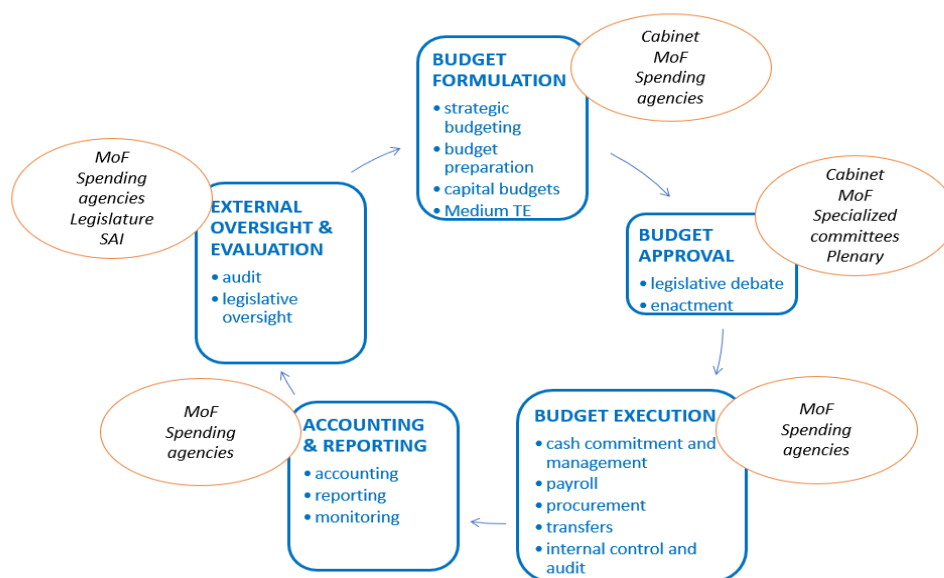 BUDGET
FORMULATION
• strategic
budgeting
• budget
preparation
• capital budgets
• Medium TE
Cabinet
MoF
Spending
agencies
BUDGET
APPROVAL
• legislative debate
• enactment
Cabinet
MoF
Specialized
committees
Plenary
BUDGET EXECUTION
• cash commitment and
management
• payroll
• procurement
• transfers
• internal control and
audit
MoF
Spending
agencies
ACCOUNTING
& REPORTING
• accounting
• reporting
• monitoring
MoF
Spending
agencies
EXTERNAL
OVERSIGHT &
EVALUATION
• audit
• legislative
oversight
MoF
Spending
agencies
Legislature
SAI